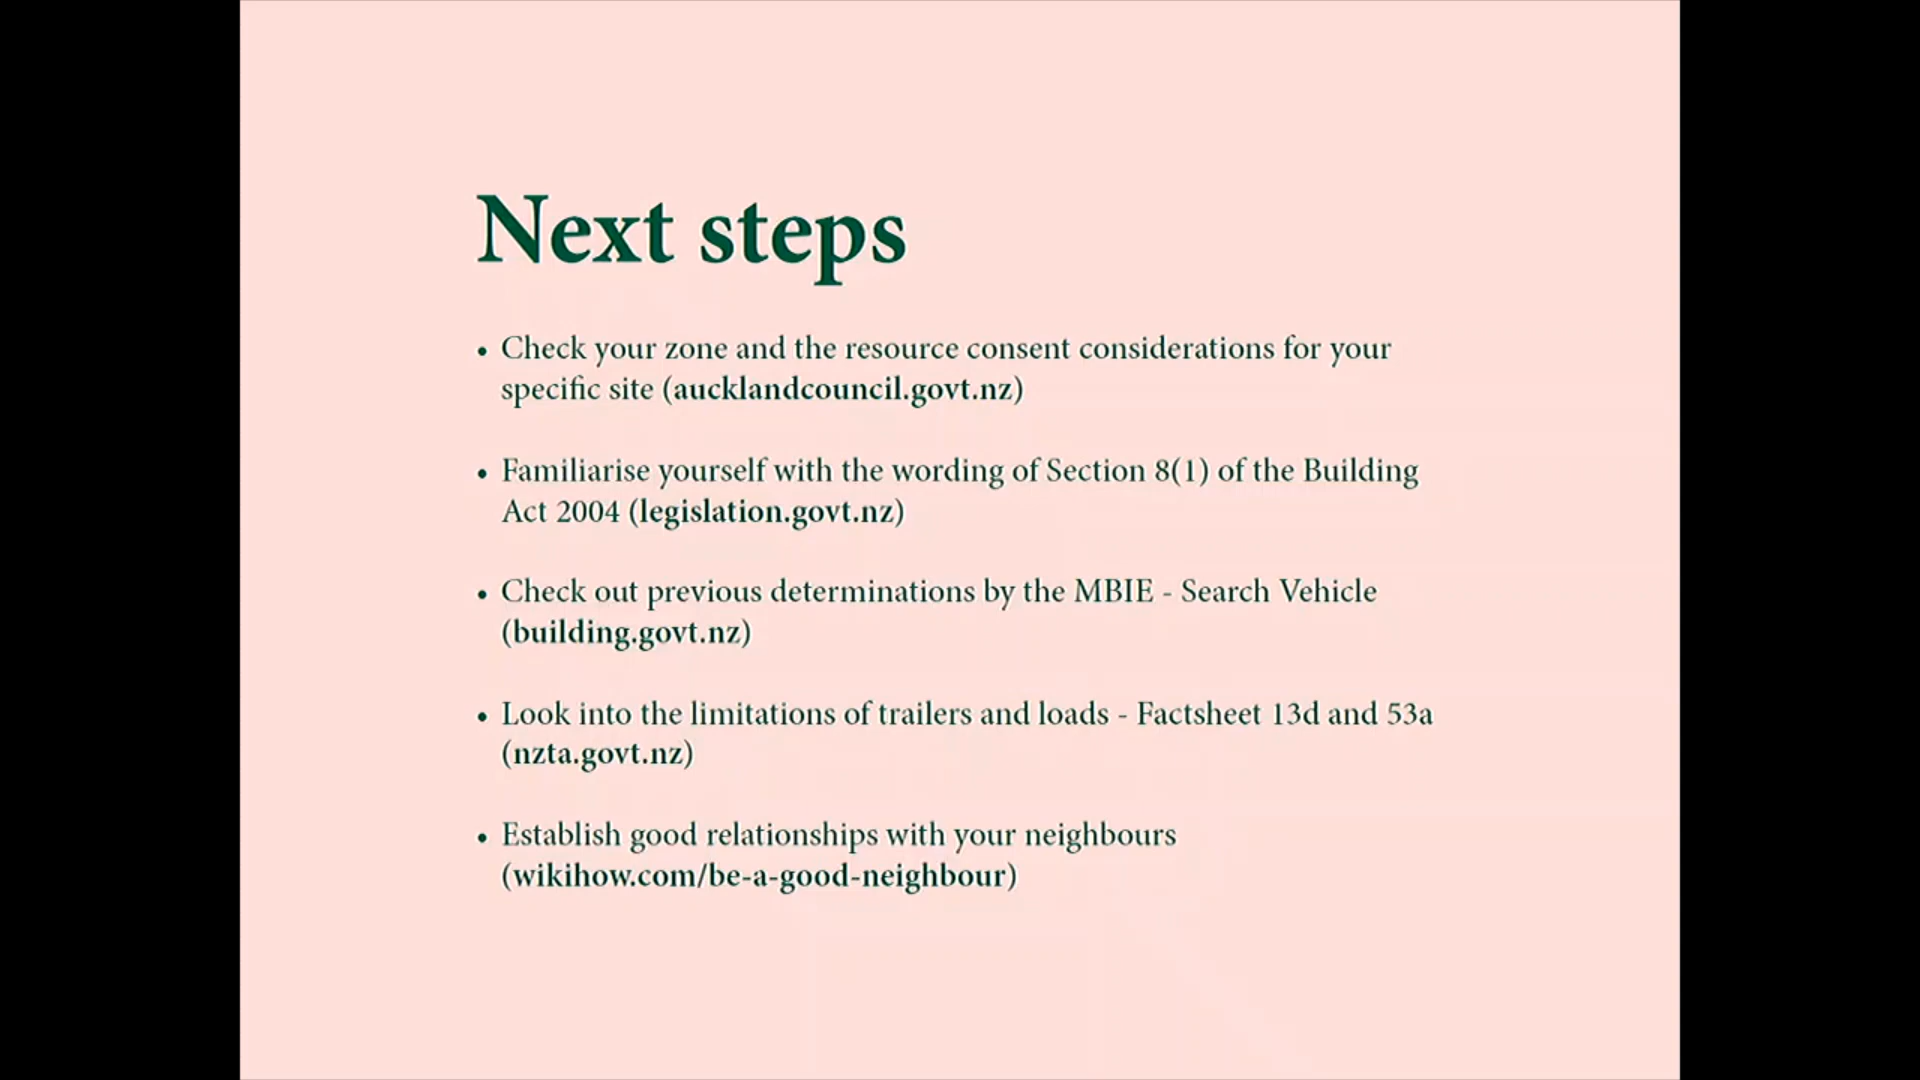 Next steps
• Check your zone and the resource consent considerations for your
specific site (aucklandcouncil.govt.nz)
• Familiarise yourself with the wording of Section 8(1) of the Building
Act 2004 (legislation.govt.nz)
• Check out previous determinations by the MBIE - Search Vehicle
(building.govt.nz)
• Look into the limitations of trailers and loads - Factsheet 13d and 53a
(nzta.govt.nz)
• Establish good relationships with your neighbours
(wikihow.com/be-a-good-neighbour)